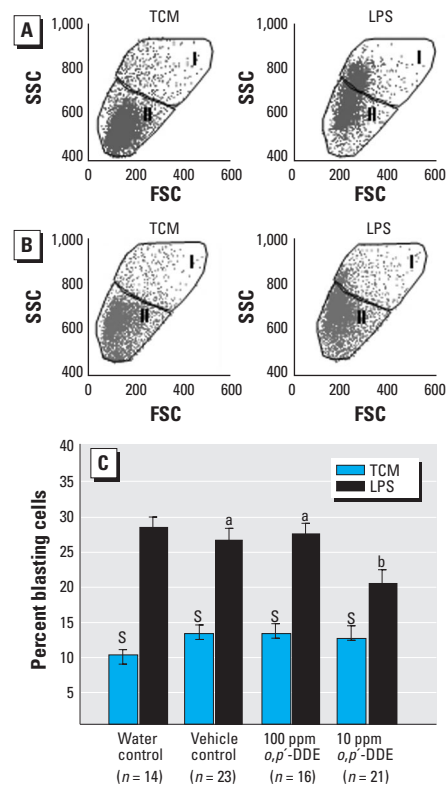 A
TCM
LPS
SSC
1,000
800
600
400
I
II
0 200 400 600
FSC
SSC
1,000
800
600
400
I
II
0 200 400 600
FSC
B
TCM
LPS
SSC
1,000
800
600
400
I
II
0 200 400 600
FSC
SSC
1,000
800
600
400
I
II
0 200 400 600
FSC
C
TCM
LPS
Percent blasting cells
40
35
30
25
20
15
10
5
S
S
a
S
a
S
b
Water control (n = 14)
Vehicle control (n = 23)
100 ppm o,p´-DDE (n = 16)
10 ppm o,p´-DDE (n = 21)